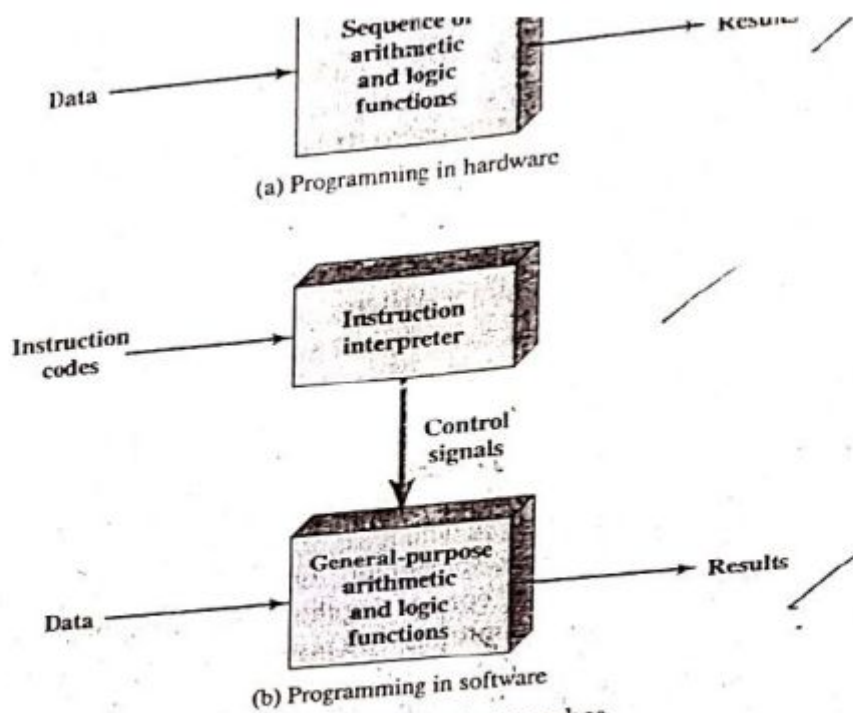 Sequence of
arithmetic
and logic
functions
Results
Data
(a) Programming in hardware
Instruction
codes
Instruction
interpreter
Control
signals
General-purpose
arithmetic
and logic
functions
Results
Data
(b) Programming in software